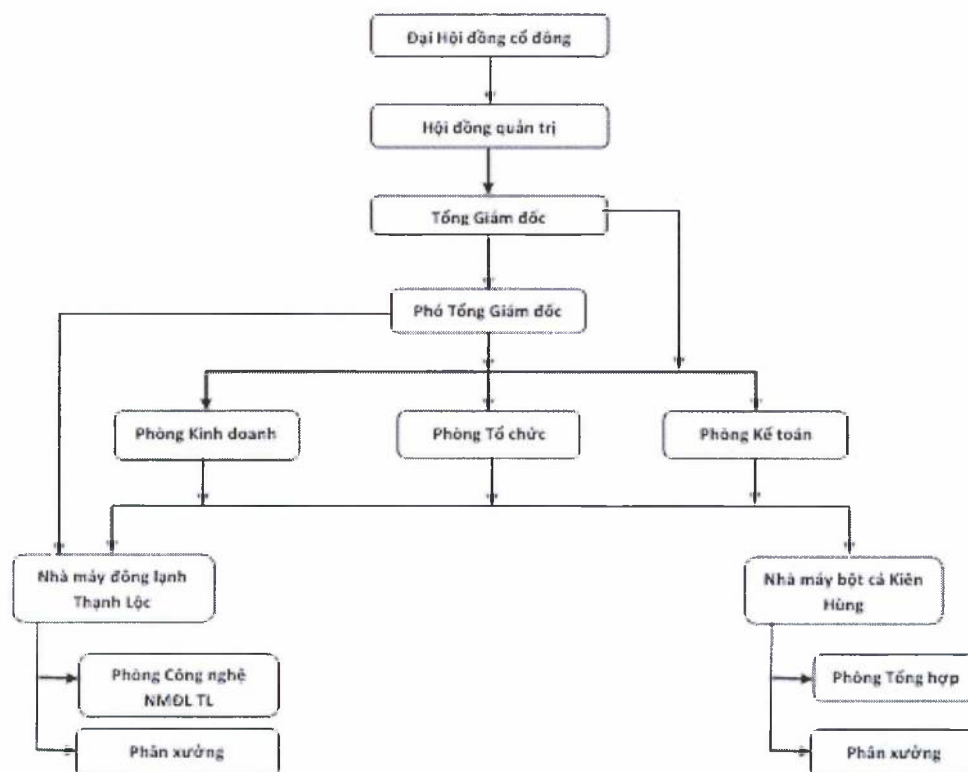 Đại Hội đồng cổ đông
Hội đồng quản trị
Tổng Giám đốc
Phó Tổng Giám đốc
Phòng Kinh doanh
Phòng Tổ chức
Phòng Kế toán
Nhà máy đông lạnh
Thạnh Lộc
Nhà máy bột cá Kiên
Hùng
Phòng Công nghệ
NMĐL TL
Phòng Tổng hợp
Phân xưởng
Phân xưởng